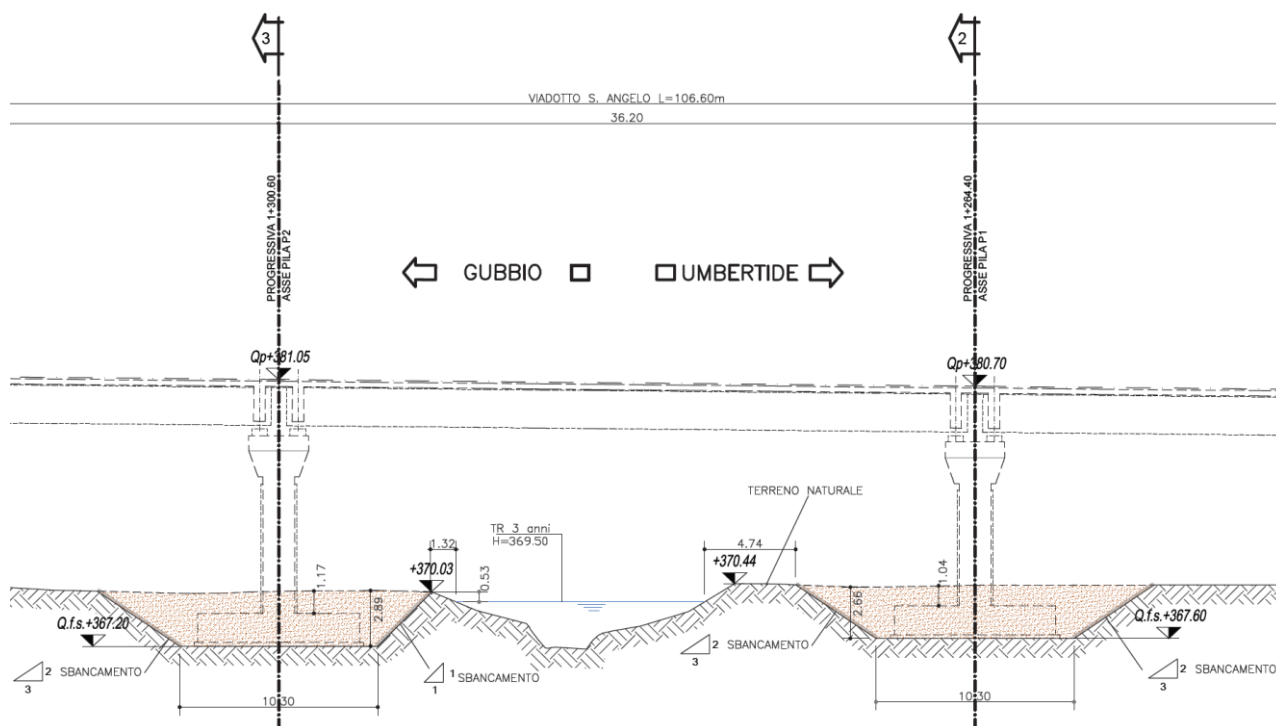 3
2
VIADOTTO S. ANGELO L=106.60m
36.20
PROGRESSIVA 1+300.60
ASSE PILA P2
PROGRESSIVA 1+264.40
ASSE PILA P1
GUBBIO
UMBERTIDE
Qp+381.05
Qp+380.70
TERRENO NATURALE
TR 3 anni
H=369.50
1.32
4.74
+370.03
+370.44
0.53
1.17
2.89
1.04
2.66
Q.f.s.+367.20
Q.f.s.+367.60
2
3
SBANCAMENTO
1
1
SBANCAMENTO
2
3
SBANCAMENTO
2
3
SBANCAMENTO
10.30
10.30